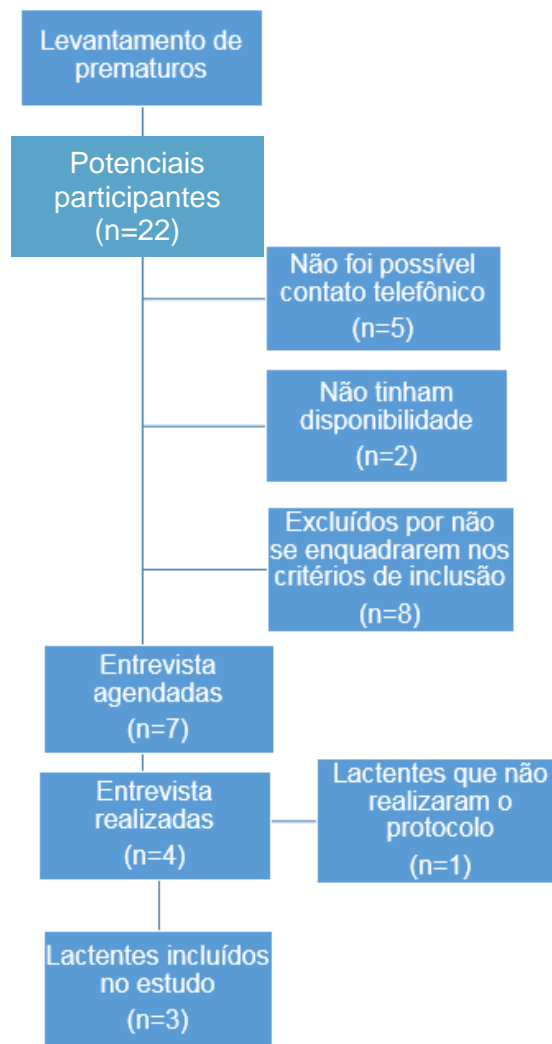 Levantamento de
prematuros
Potenciais
participantes
(n=22)
Não foi possível
contato telefônico
(n=5)
Não tinham
disponibilidade
(n=2)
Excluídos por não
se enquadrarem nos
critérios de inclusão
(n=8)
Entrevista
agendadas
(n=7)
Entrevista
realizadas
(n=4)
Lactentes que não
realizaram o
protocolo
(n=1)
Lactentes incluídos
no estudo
(n=3)